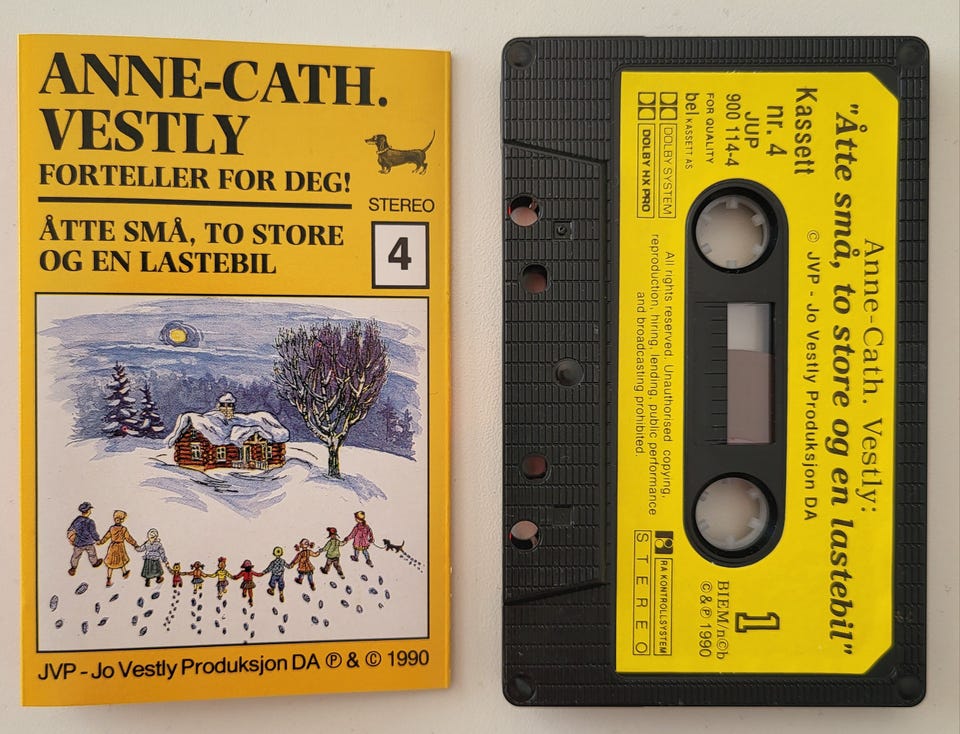 ANNE-CATH.
VESTLY
FORTELLER FOR DEG!
STEREO
ÅTTE SMÅ, TO STORE
OG EN LASTEBIL
4
JVP - Jo Vestly Produksjon DA ℗ & © 1990
Anne-Cath. Vestly:
"Åtte små, to store og en lastebil"
© JVP - Jo Vestly Produksjon DA
Kassett
nr. 4
JUP
900 114-4
FOR QUALITY
bel KASSETT AS
DOLBY SYSTEM
DOLBY HX PRO
1
BIEM/n©b
©&℗ 1990
All rights reserved. Unauthorised copying,
reproduction, hiring, lending, public performance
and broadcasting prohibited.
RA KONTROLLSYSTEM
STEREO